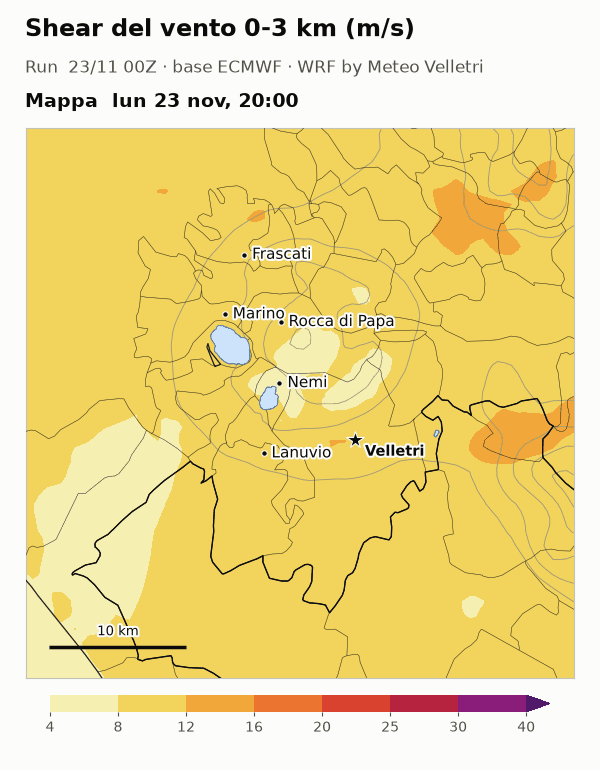 Shear del vento 0-3 km (m/s)
Run  23/11 00Z · base ECMWF · WRF by Meteo Velletri
Mappa  lun 23 nov, 20:00
Frascati
Marino
Rocca di Papa
Nemi
Velletri
Lanuvio
10 km
4 8 12 16 20 25 30 40